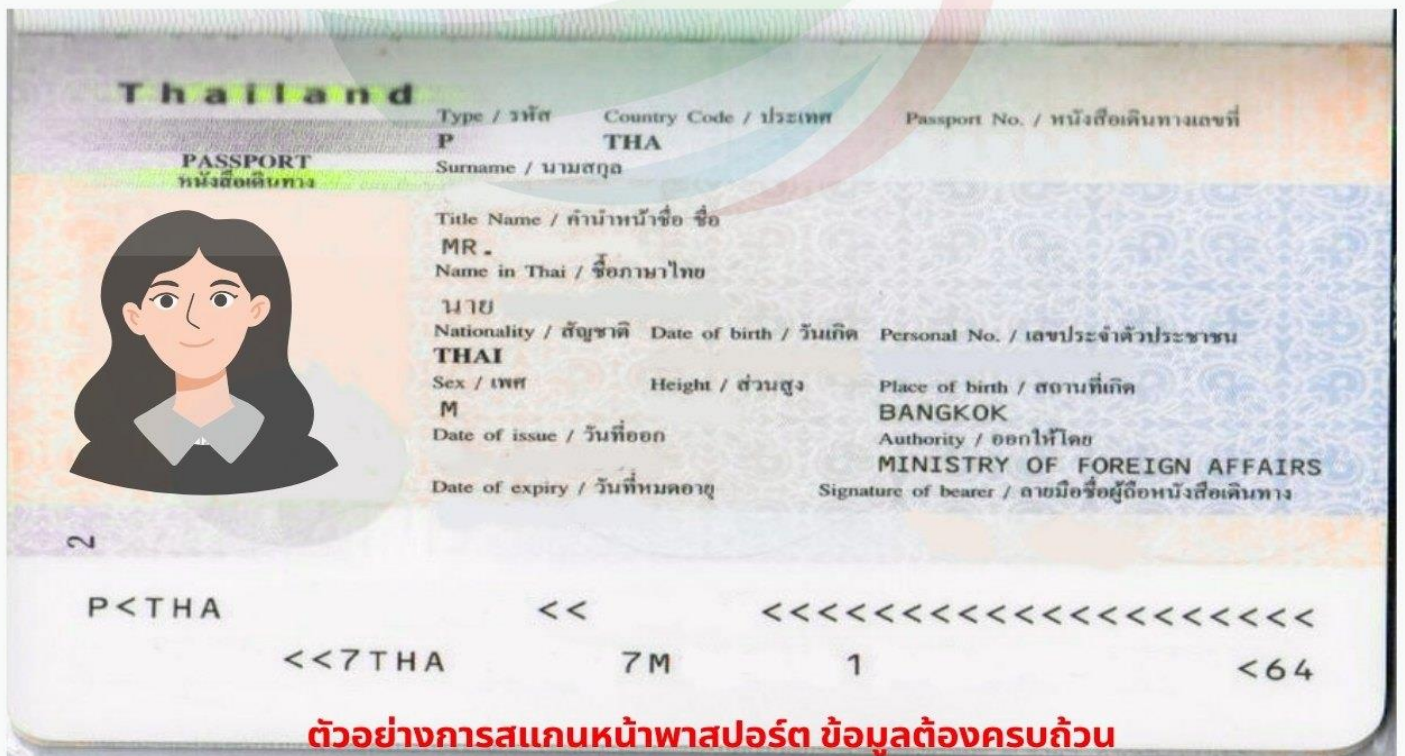 Thailand
PASSPORT
หนังสือเดินทาง
Type / รหัส Country Code / ประเทศ Passport No. / หนังสือเดินทางเลขที่
P THA
Surname / นามสกุล
Title Name / คำนำหน้าชื่อ ชื่อ
MR.
Name in Thai / ชื่อภาษาไทย
นาย
Nationality / สัญชาติ Date of birth / วันเกิด Personal No. / เลขประจำตัวประชาชน
THAI
Sex / เพศ Height / ส่วนสูง Place of birth / สถานที่เกิด
M BANGKOK
Date of issue / วันที่ออก Authority / ออกให้โดย
MINISTRY OF FOREIGN AFFAIRS
Date of expiry / วันที่หมดอายุ Signature of bearer / ลายมือชื่อผู้ถือหนังสือเดินทาง
2
P<THA << <<<<<<<<<<<<<<<<<<<<
<<7THA 7M 1 <64
ตัวอย่างการสแกนหน้าพาสปอร์ต ข้อมูลต้องครบถ้วน